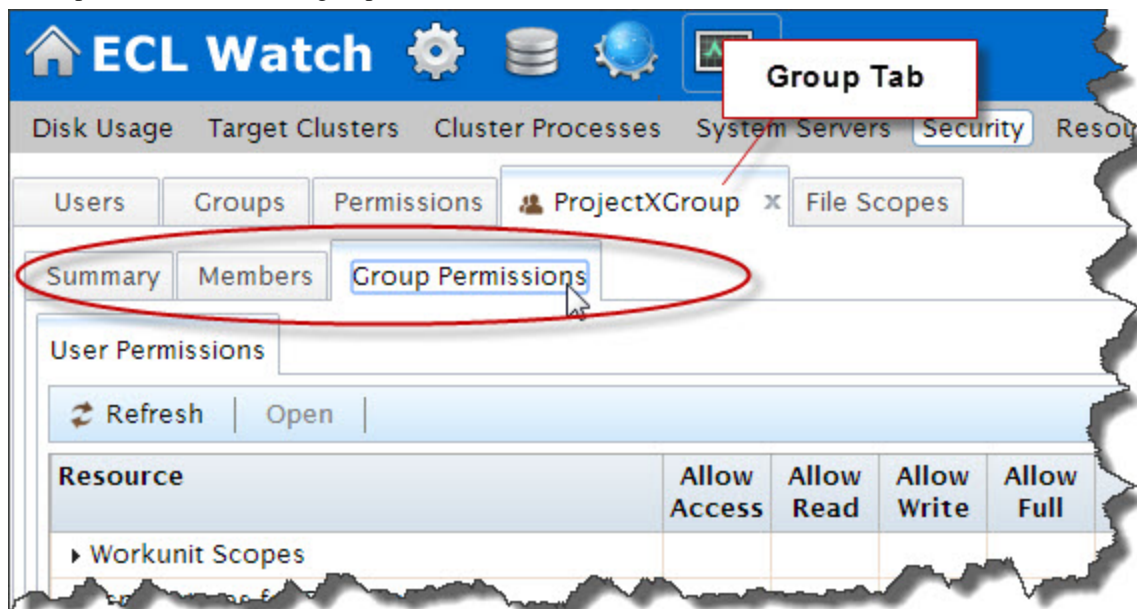 ECL Watch
Group Tab
Disk Usage Target Clusters Cluster Processes System Servers Security
Users Groups Permissions ProjectXGroup x File Scopes
Summary Members Group Permissions
User Permissions
Refresh Open
Resource Allow Access Allow Read Allow Write Allow Full
Workunit Scopes